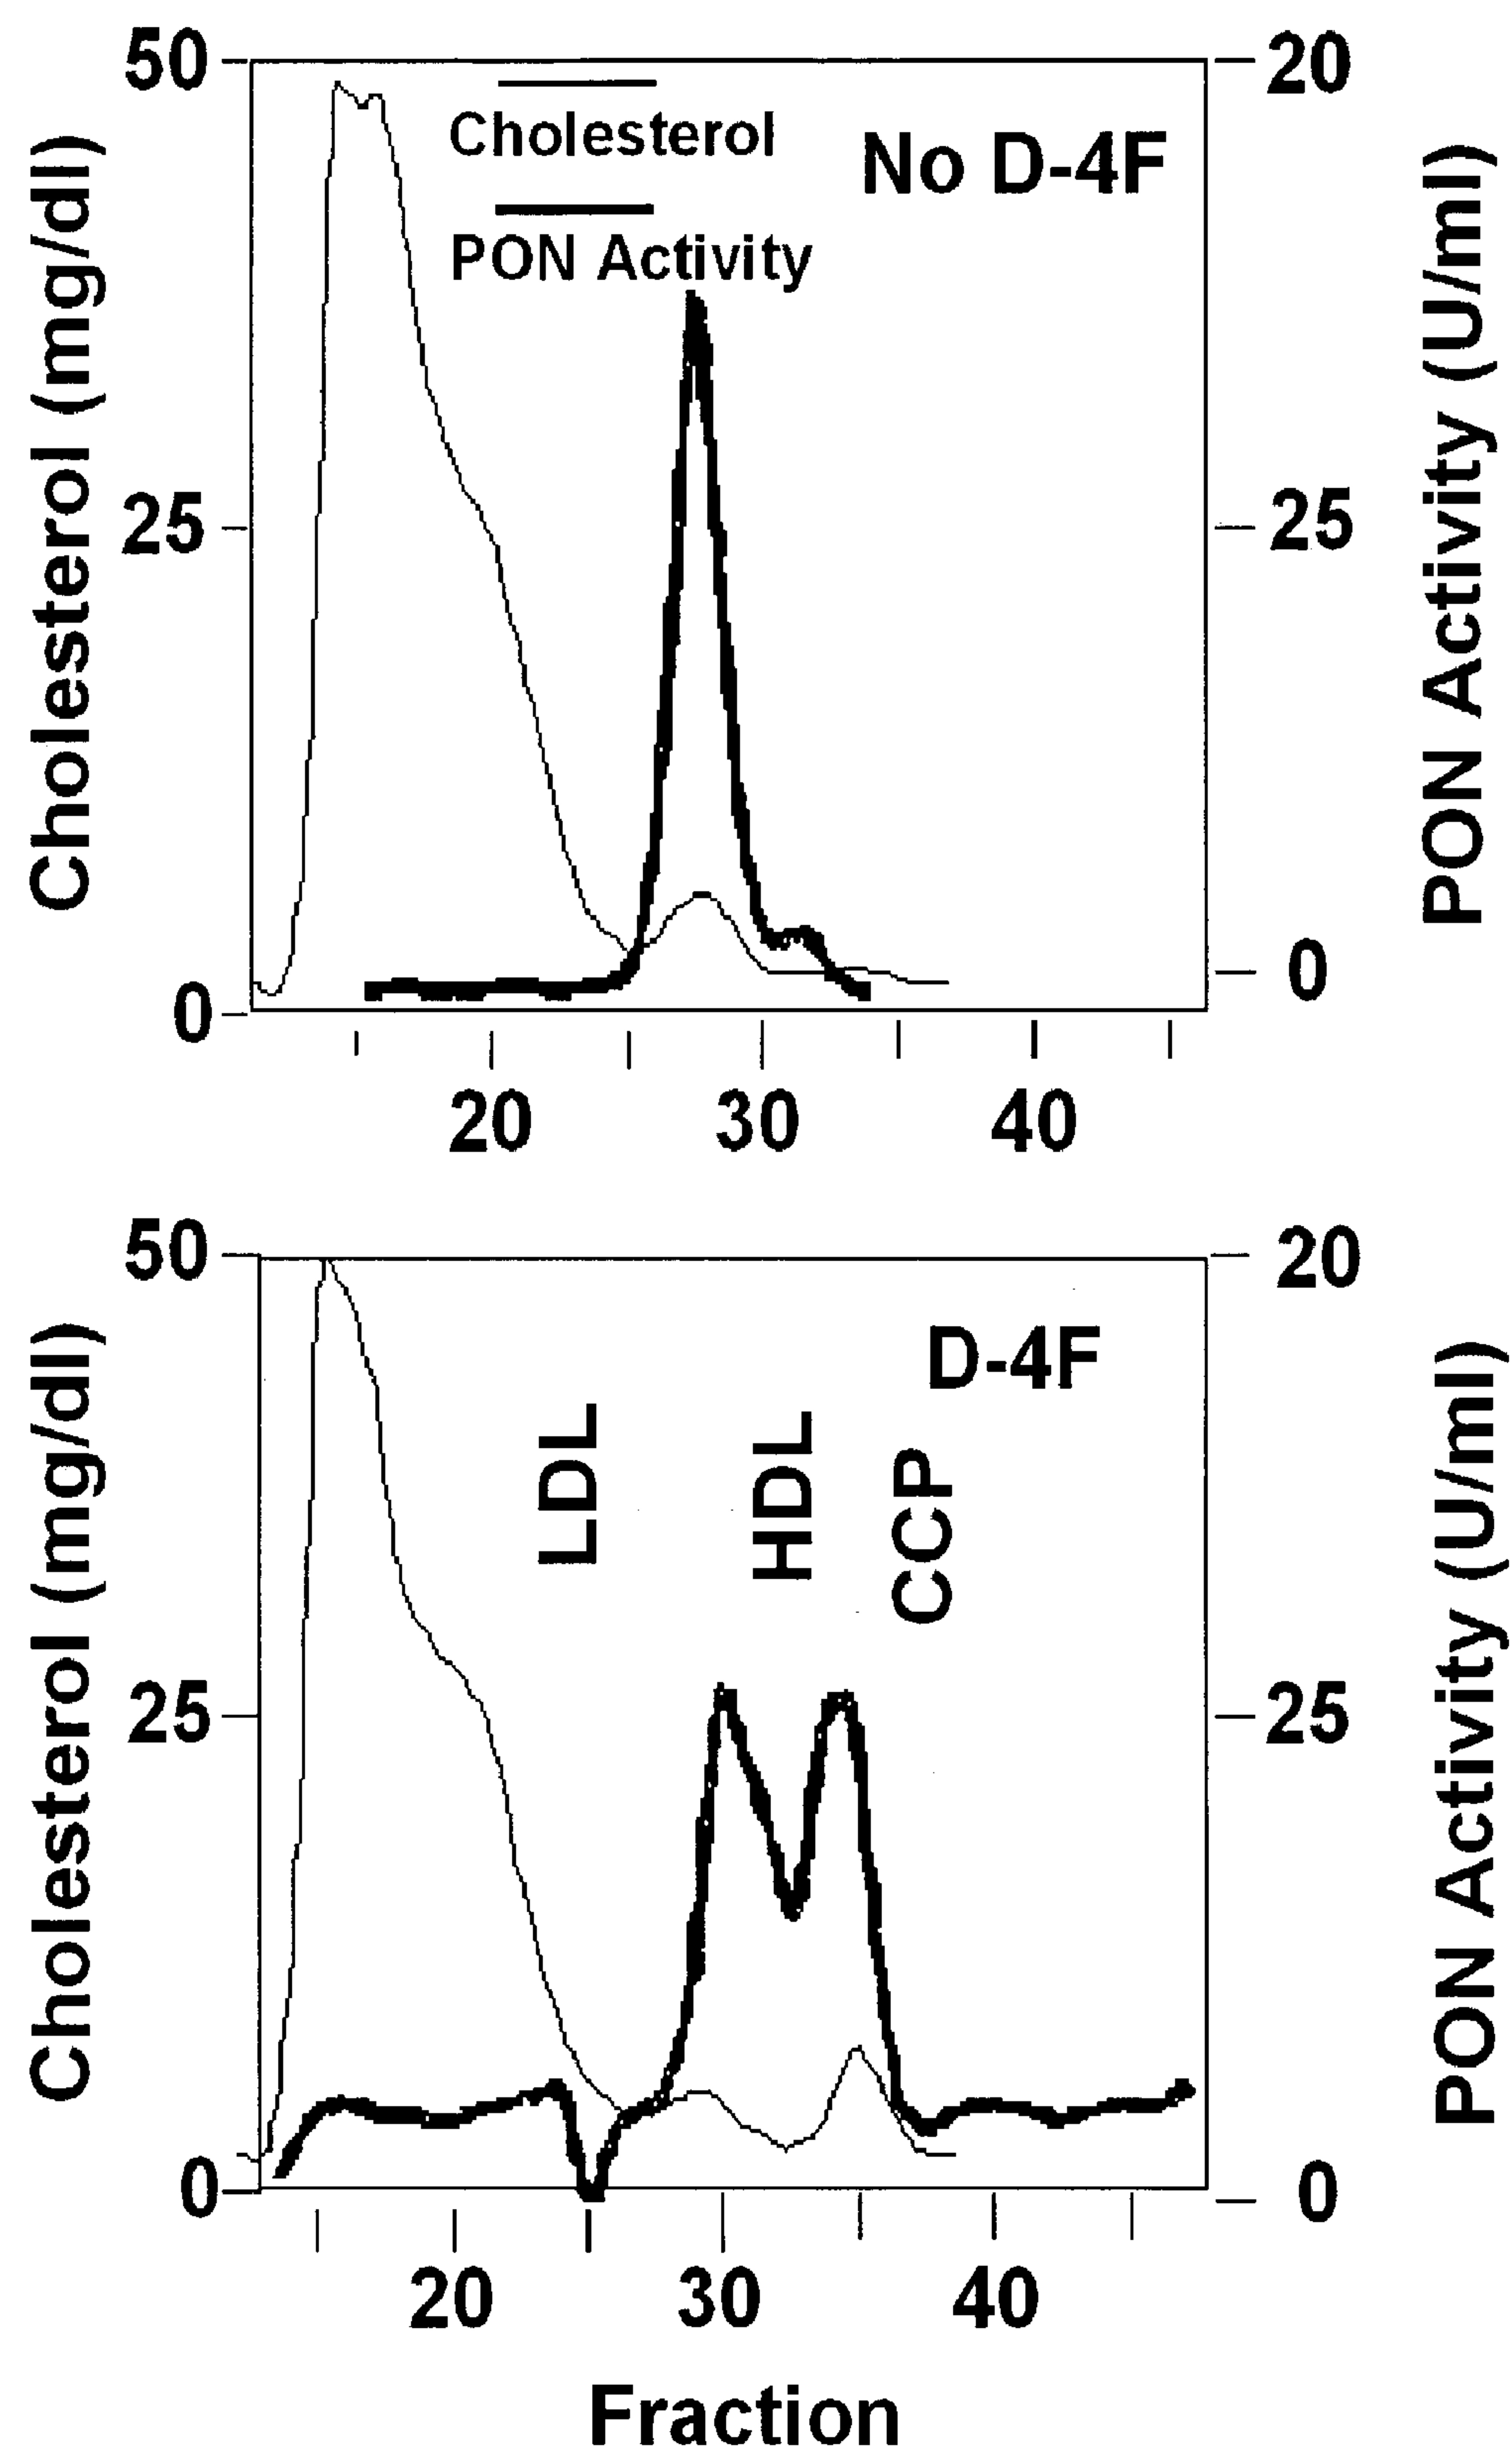 50
20
Cholesterol
No D-4F
PON Activity
Cholesterol (mg/dl)
PON Activity (U/ml)
25
25
0
0
20 30 40
50
20
D-4F
LDL
HDL
CCP
Cholesterol (mg/dl)
PON Activity (U/ml)
25
25
0
0
20 30 40
Fraction